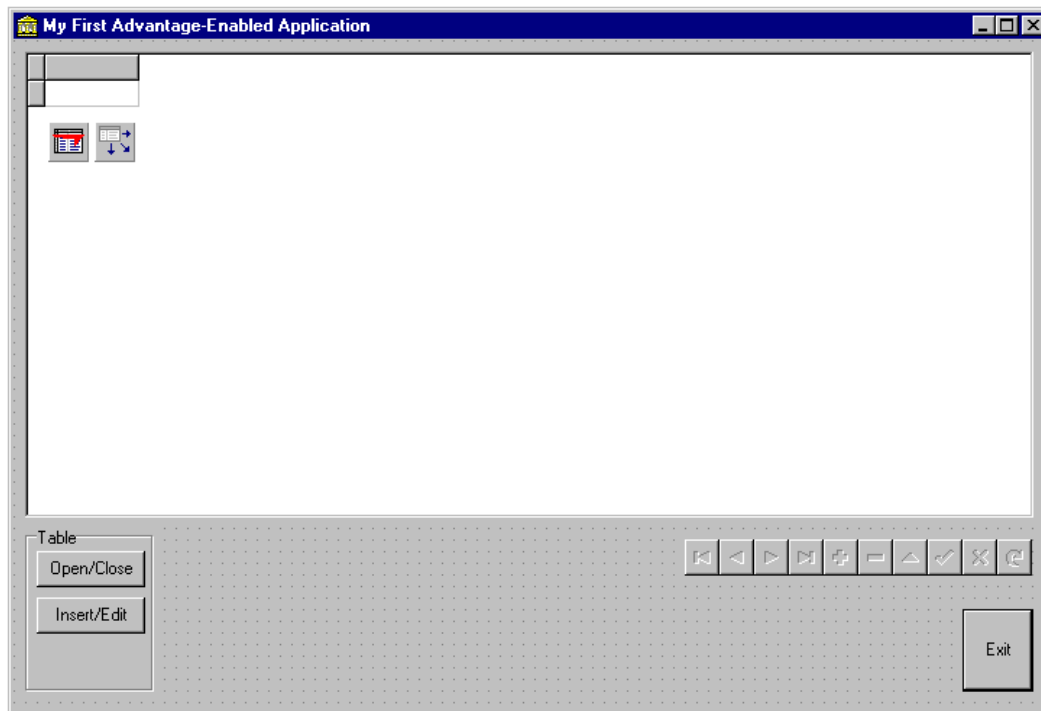 My First Advantage-Enabled Application
Table
Open/Close
Insert/Edit
Exit